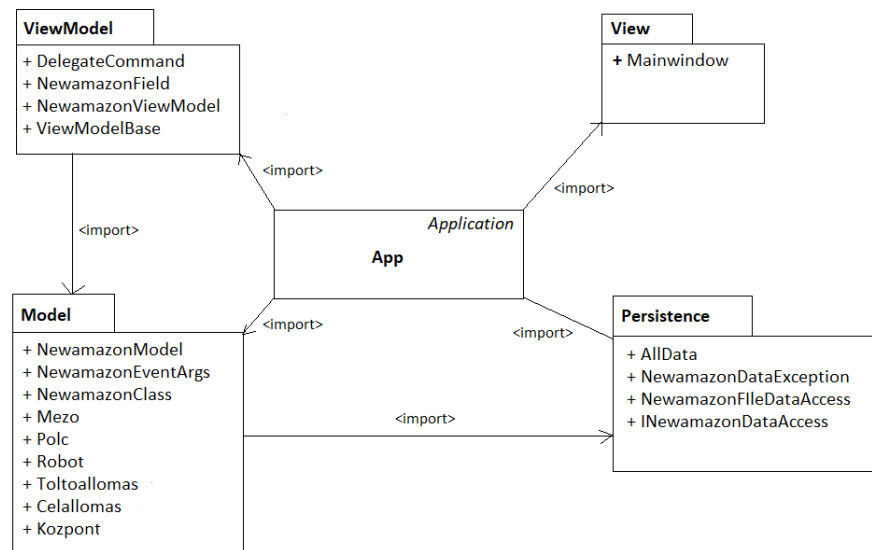 ViewModel
+ DelegateCommand
+ NewamazonField
+ NewamazonViewModel
+ ViewModelBase
View
+ Mainwindow
<import>
<import>
<import>
Application
App
<import>
<import>
Model
+ NewamazonModel
+ NewamazonEventArgs
+ NewamazonClass
+ Mezo
+ Polc
+ Robot
+ Toltoallomas
+ Celallomas
+ Kozpont
<import>
Persistence
+ AllData
+ NewamazonDataException
+ NewamazonFIleDataAccess
+ INewamazonDataAccess